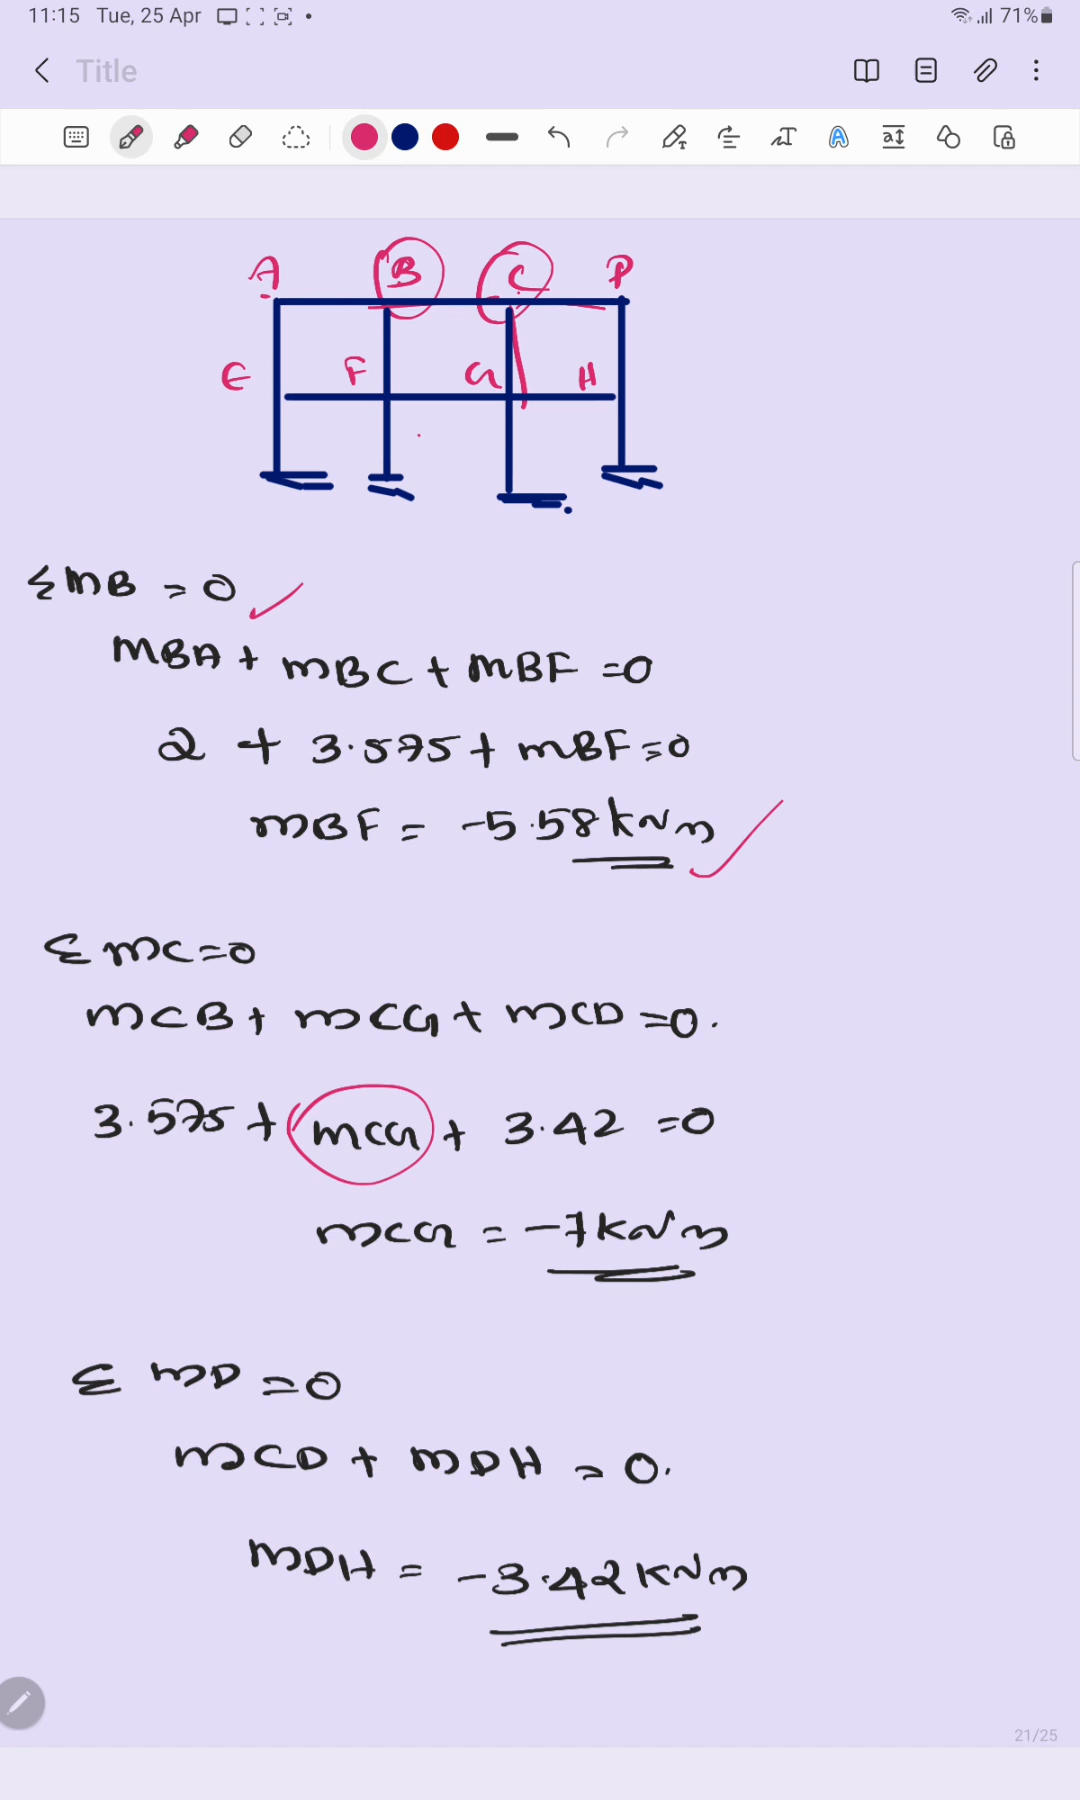 11:15 Tue, 25 Apr 71%
Title
A B C D
E F G H
ΣMB = 0
MBA + MBC + MBF = 0
2 + 3.575 + MBF = 0
MBF = -5.58 kNm
ΣMC = 0
MCB + MCG + MCD = 0.
3.575 + MCG + 3.42 = 0
MCG = -7 kNm
ΣMD = 0
MCD + MDH = 0.
MDH = -3.42 kNm
21/25